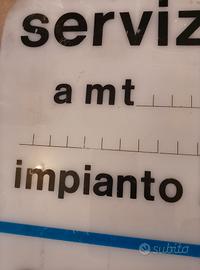 serviz
a mt
impianto
subito